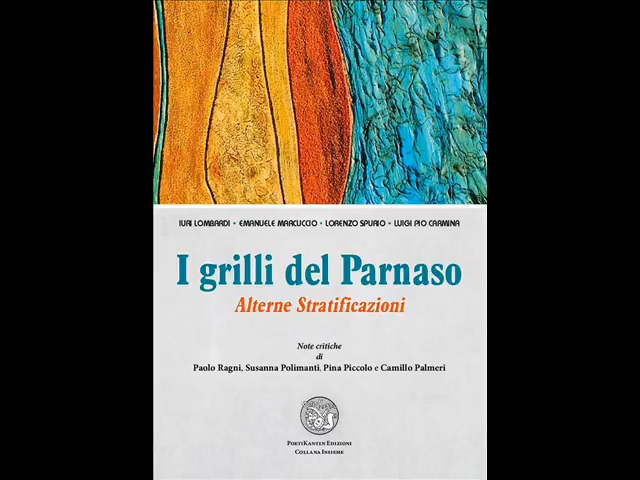 IURI LOMBARDI • EMANUELE MARCUCCIO • LORENZO SPURIO • LUIGI PIO CARMINA
I grilli del Parnaso
Alterne Stratificazioni
Note critiche
di
Paolo Ragni, Susanna Polimanti, Pina Piccolo e Camillo Palmeri
PoetiKanten Edizioni
Collana Insieme